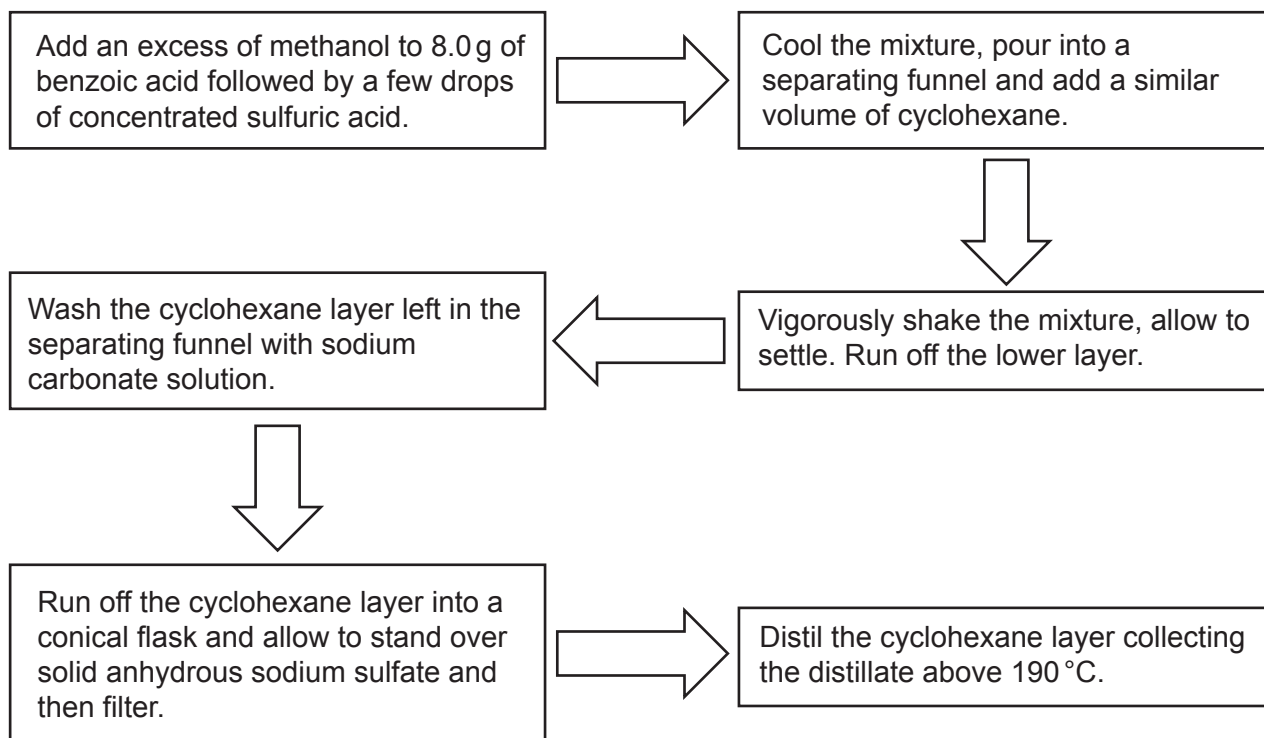 Add an excess of methanol to 8.0 g of
benzoic acid followed by a few drops
of concentrated sulfuric acid.
Cool the mixture, pour into a
separating funnel and add a similar
volume of cyclohexane.
Vigorously shake the mixture, allow to
settle. Run off the lower layer.
Wash the cyclohexane layer left in the
separating funnel with sodium
carbonate solution.
Run off the cyclohexane layer into a
conical flask and allow to stand over
solid anhydrous sodium sulfate and
then filter.
Distil the cyclohexane layer collecting
the distillate above 190 °C.